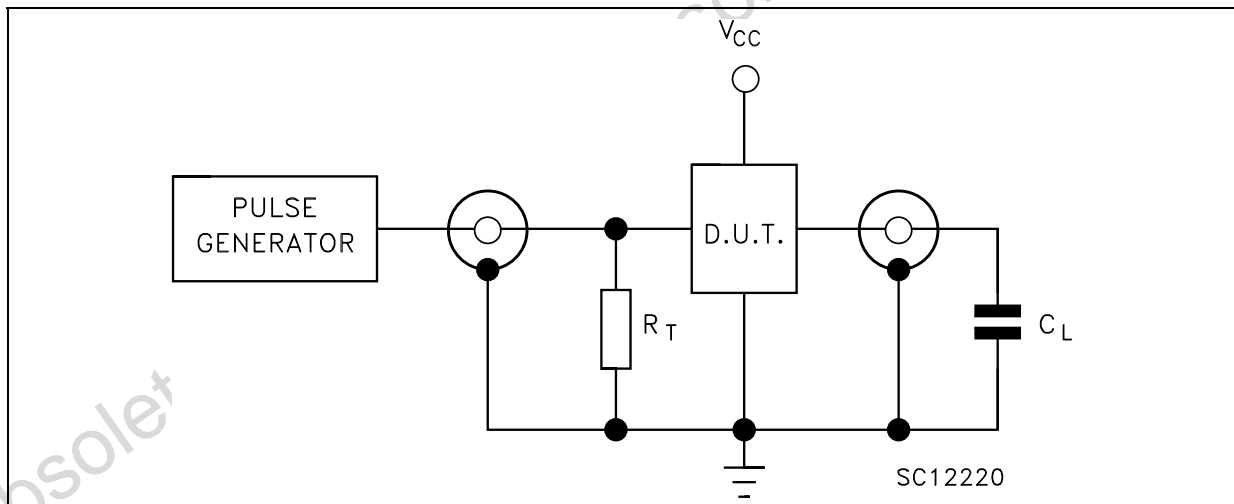 VCC
PULSE
GENERATOR
D.U.T.
RT
CL
SC12220